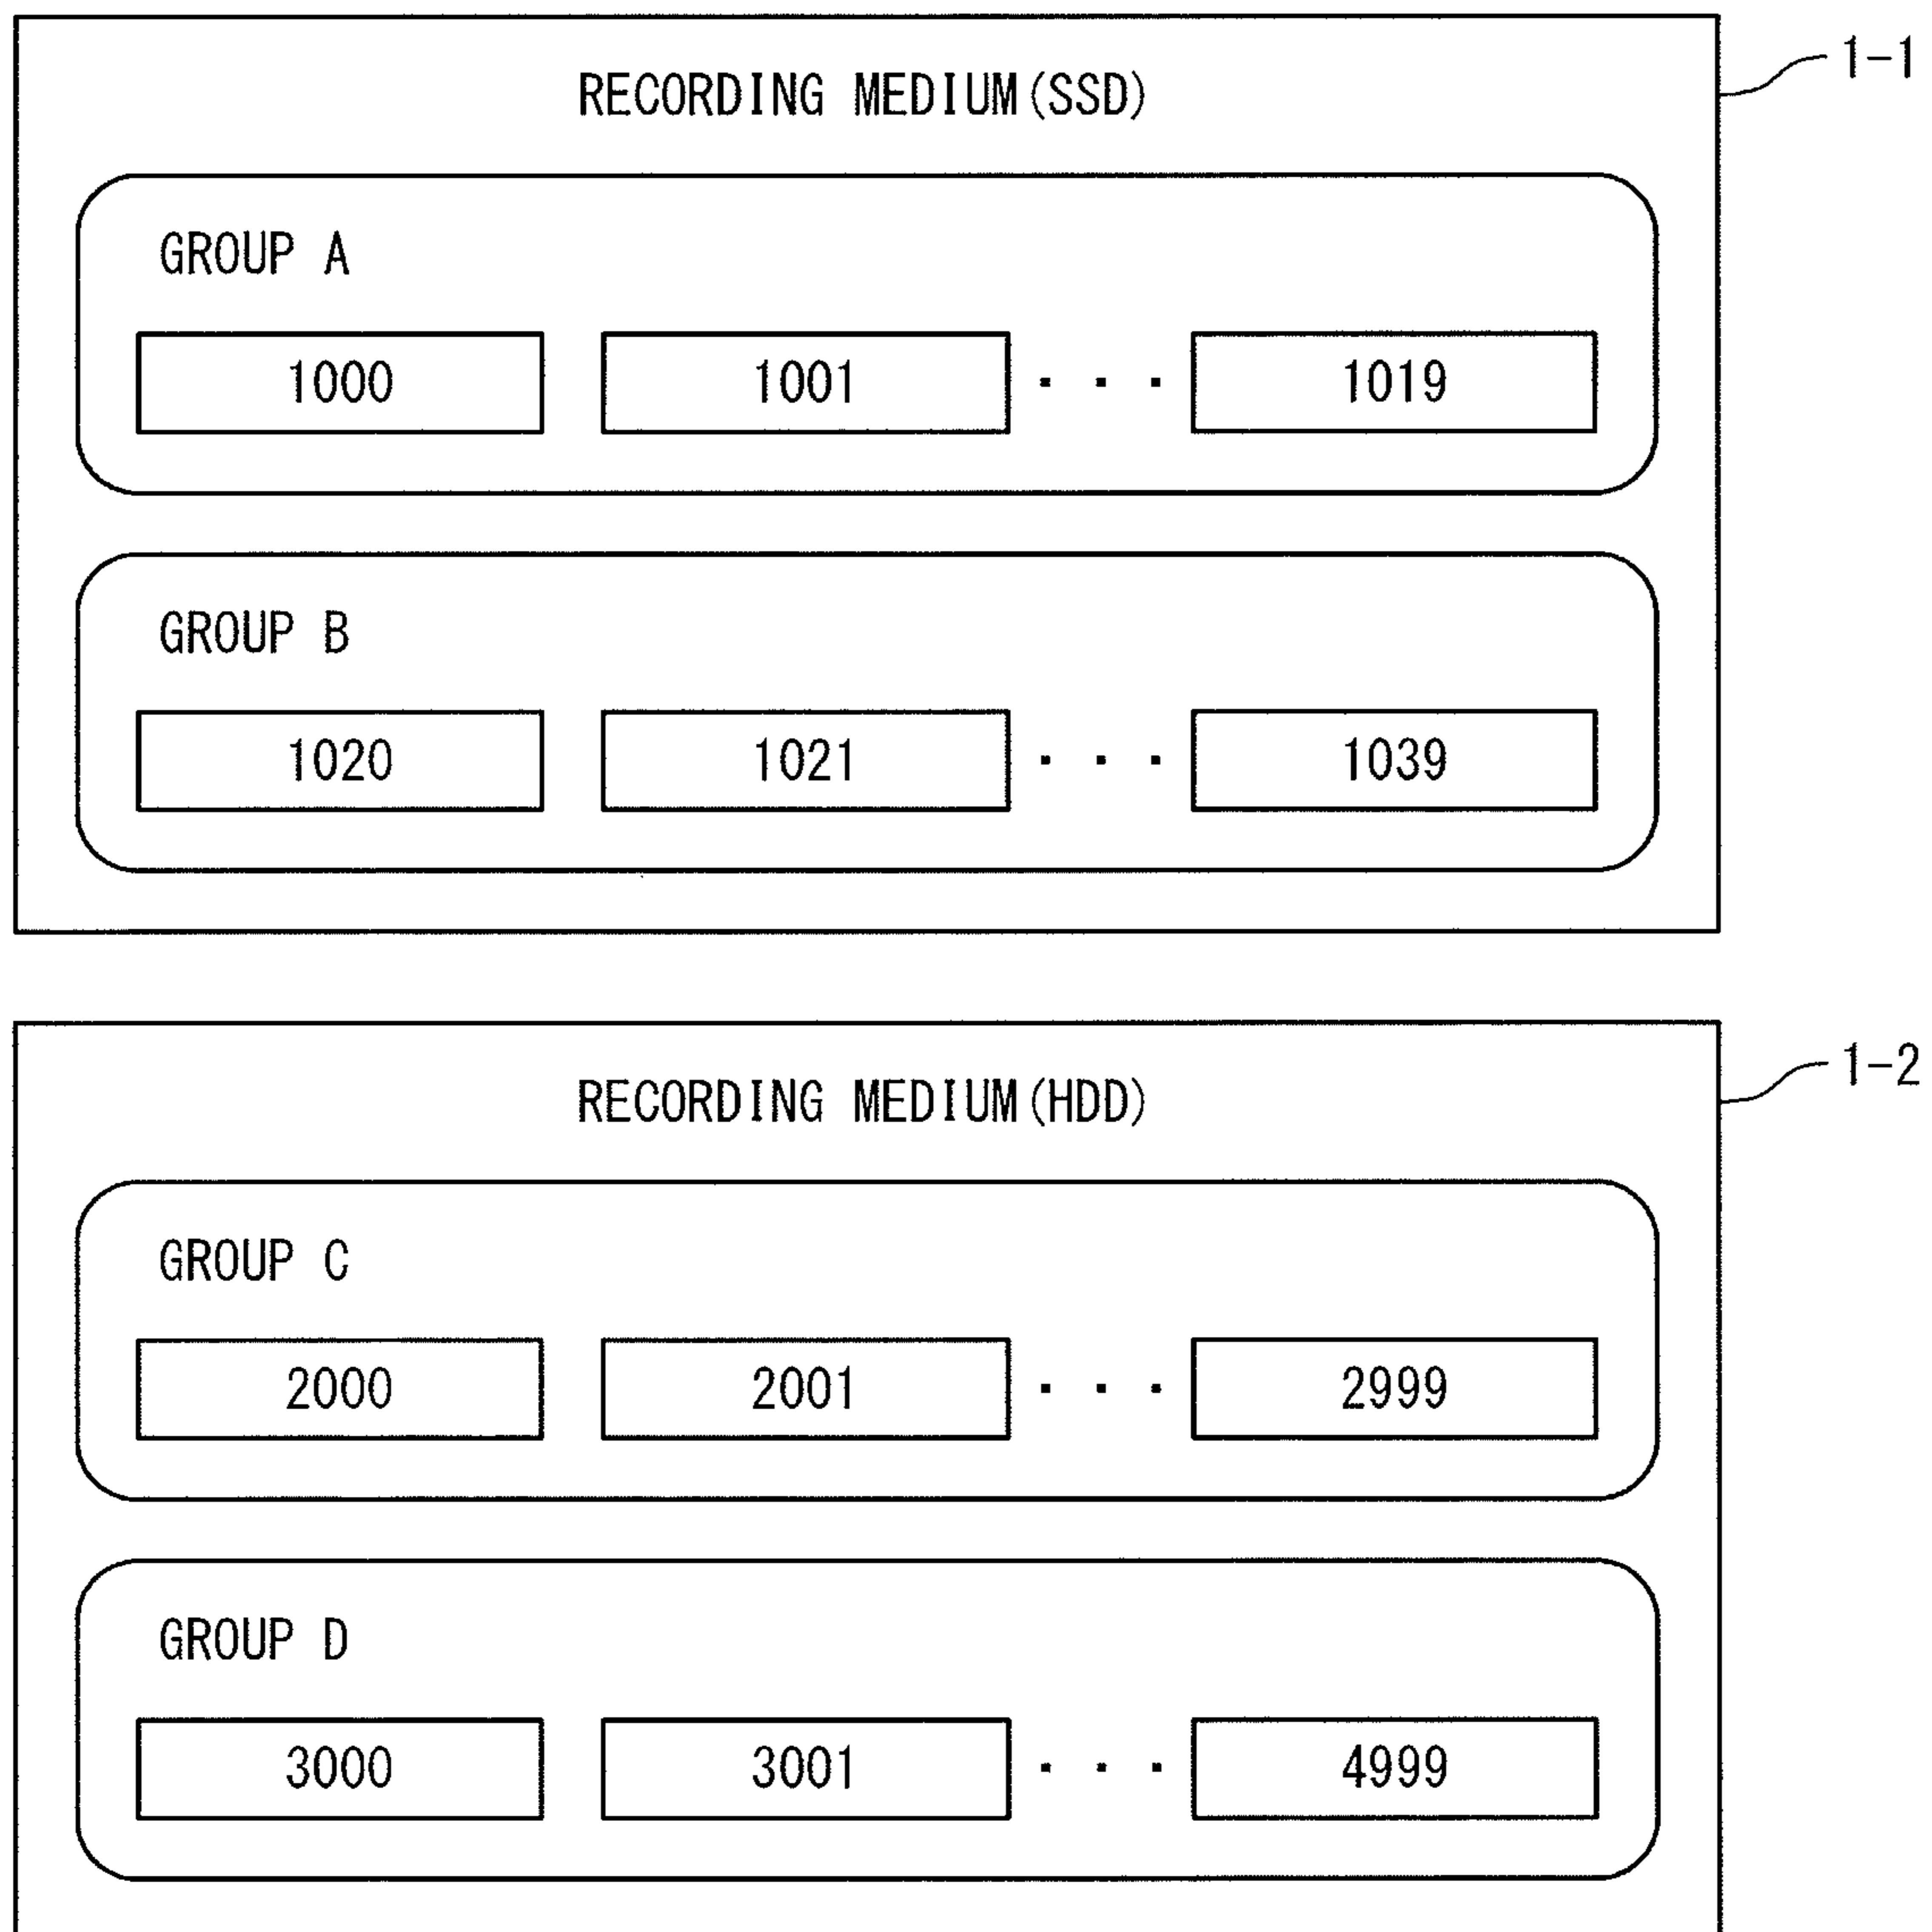 1-1
RECORDING MEDIUM(SSD)
GROUP A
1000 1001 ・・・ 1019
GROUP B
1020 1021 ・・・ 1039
1-2
RECORDING MEDIUM(HDD)
GROUP C
2000 2001 ・・・ 2999
GROUP D
3000 3001 ・・・ 4999